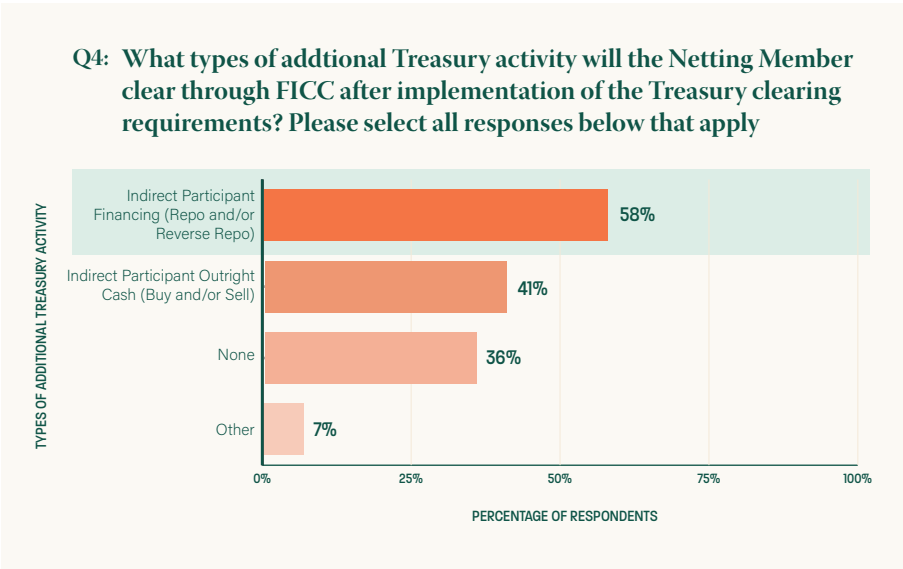 Q4: What types of addtional Treasury activity will the Netting Member
clear through FICC after implementation of the Treasury clearing
requirements? Please select all responses below that apply
TYPES OF ADDITIONAL TREASURY ACTIVITY
Indirect Participant
Financing (Repo and/or
Reverse Repo)
58%
Indirect Participant Outright
Cash (Buy and/or Sell)
41%
None
36%
Other
7%
0%
25%
50%
75%
100%
PERCENTAGE OF RESPONDENTS